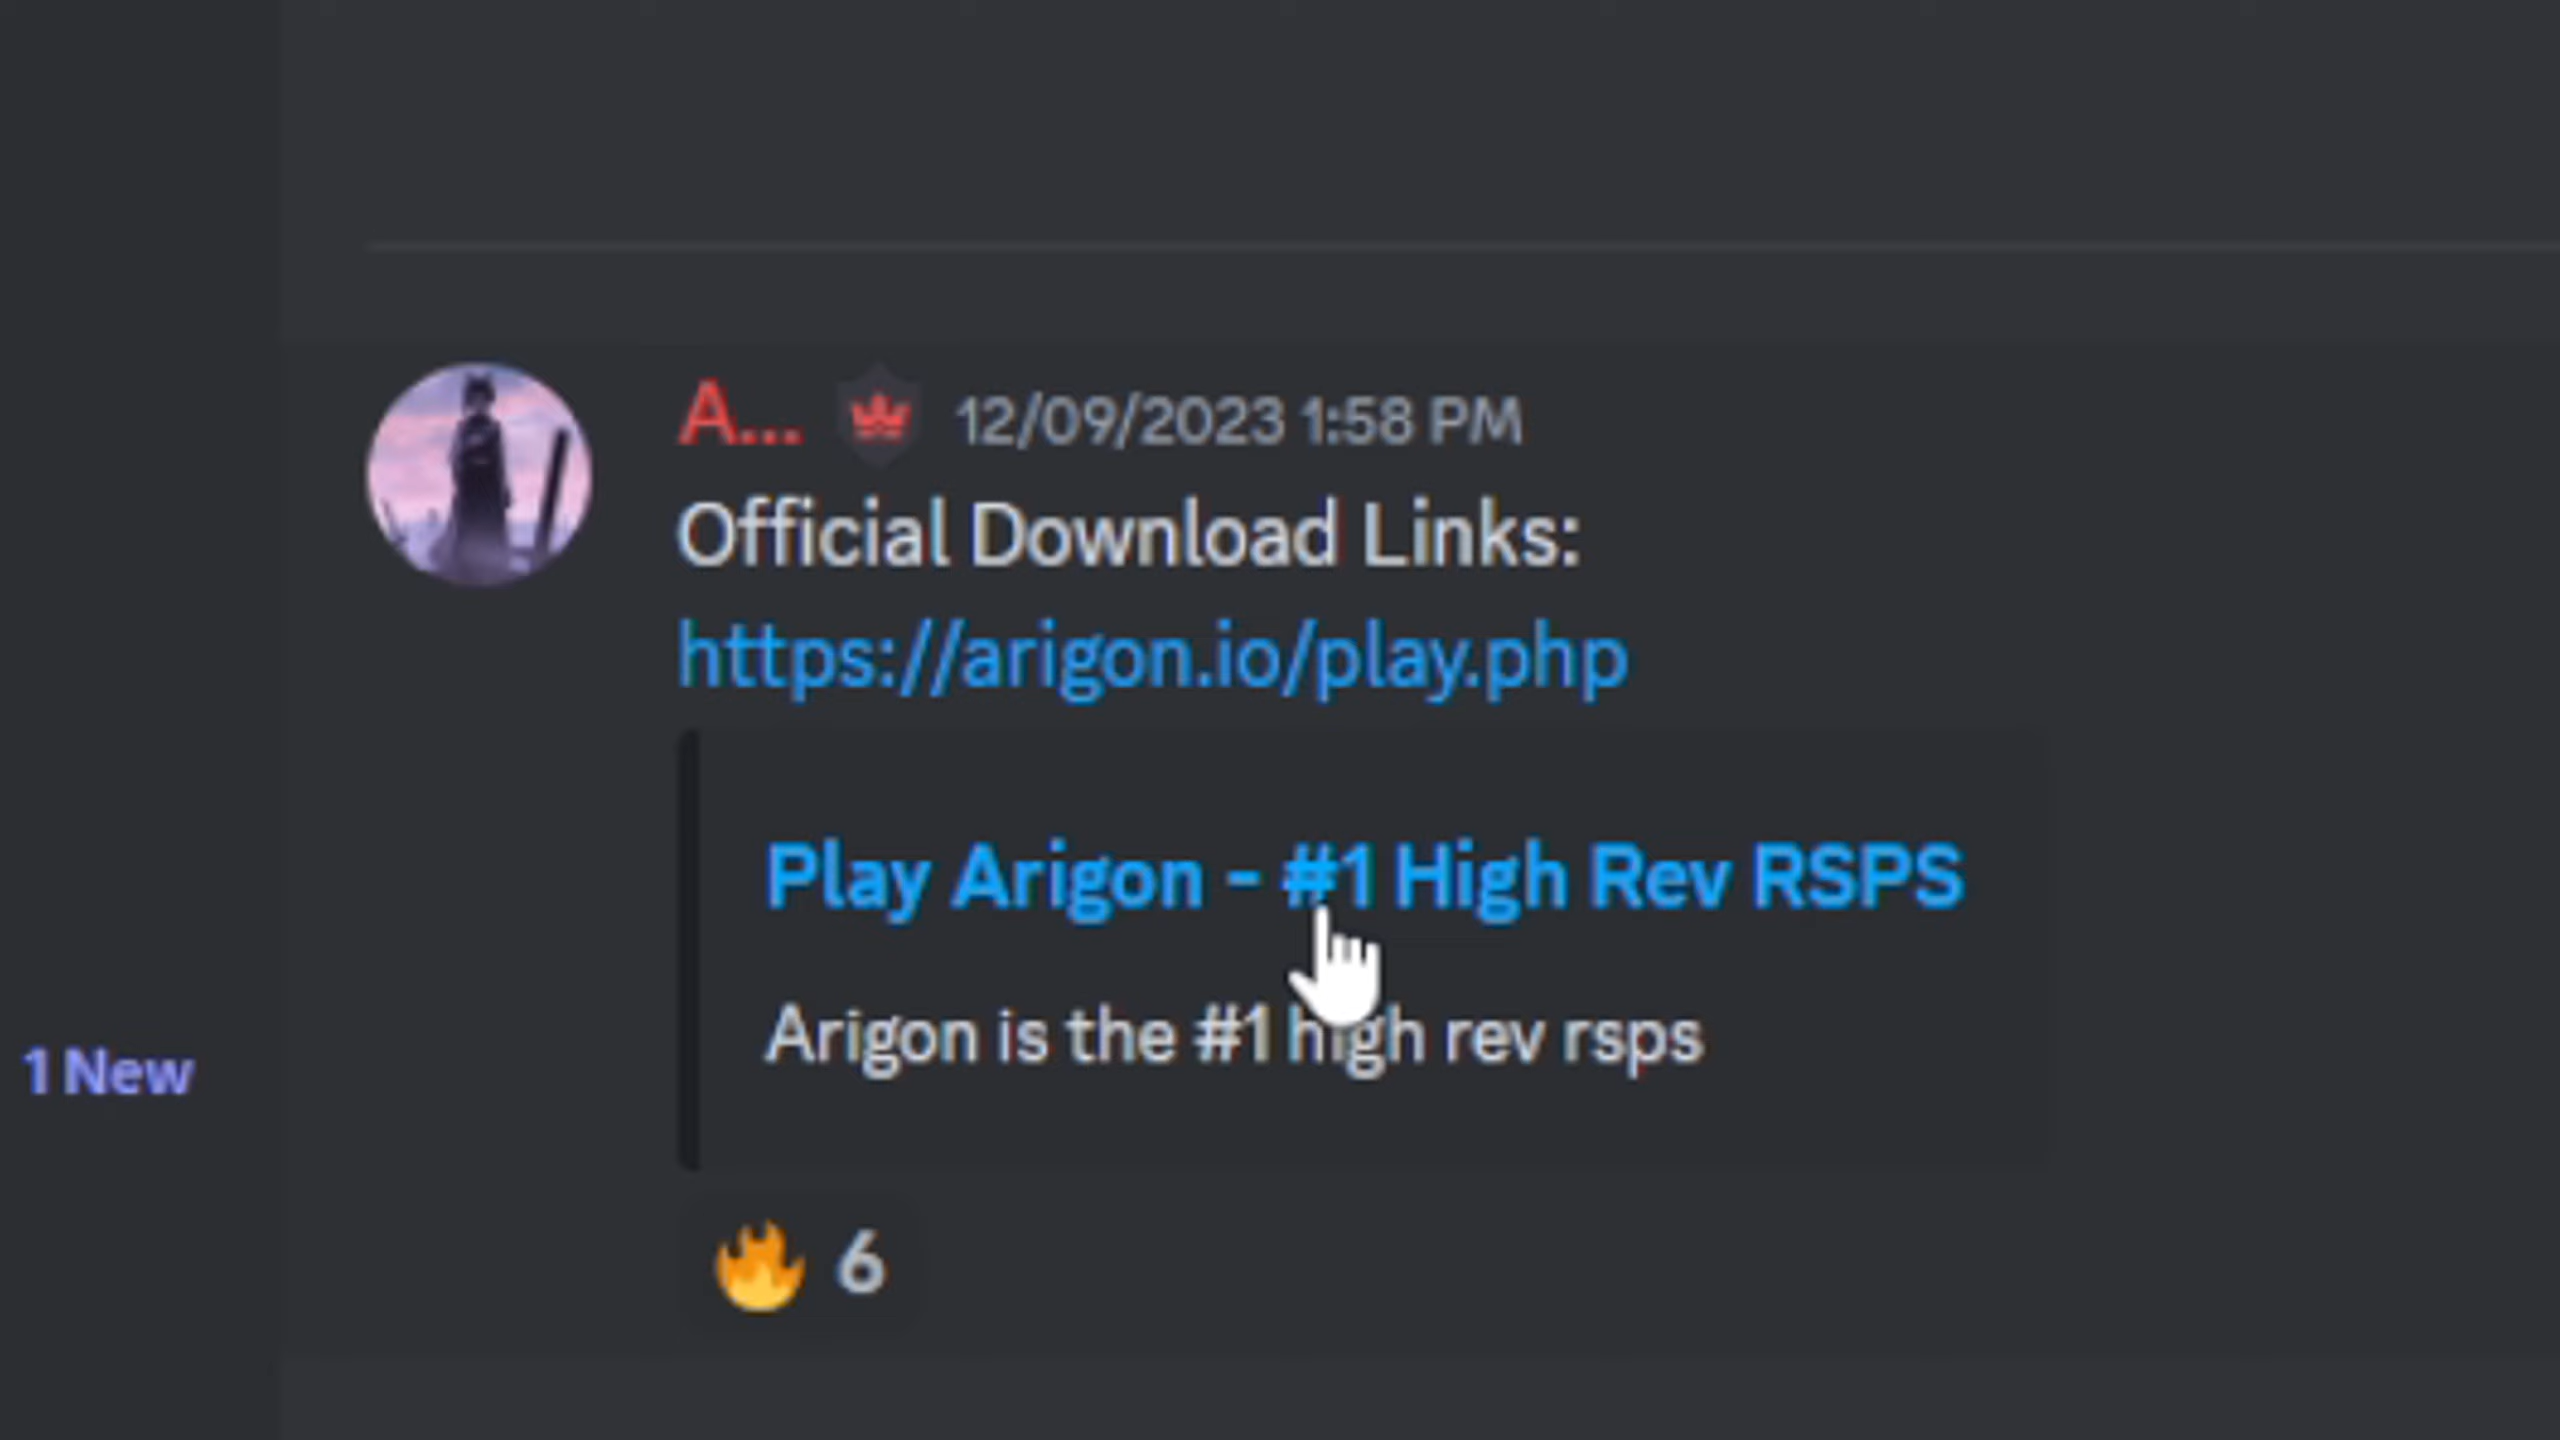 A... 12/09/2023 1:58 PM
Official Download Links:
https://arigon.io/play.php
Play Arigon - #1 High Rev RSPS
Arigon is the #1 high rev rsps
1 New
6